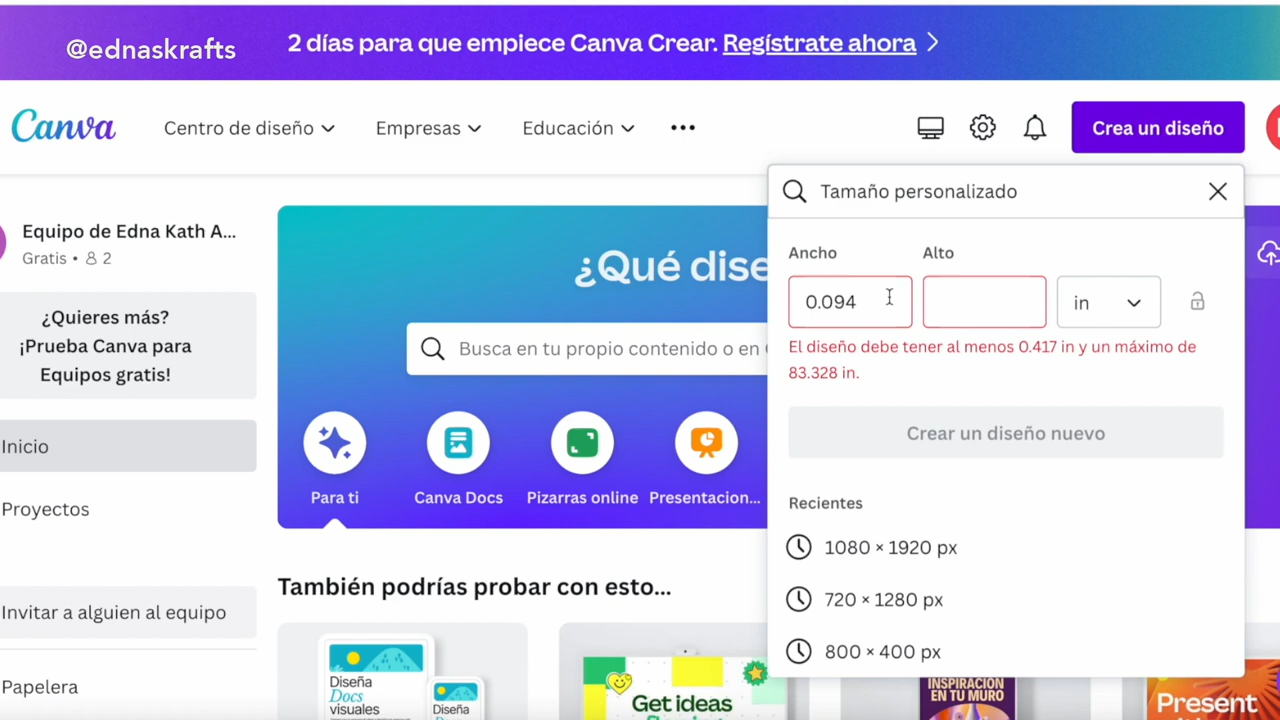 @ednaskrafts
2 días para que empiece Canva Crear. Regístrate ahora
Canva
Centro de diseño
Empresas
Educación
Crea un diseño
Tamaño personalizado
Equipo de Edna Kath A...
Gratis • 2
¿Quieres más?
¡Prueba Canva para
Equipos gratis!
Inicio
Proyectos
Invitar a alguien al equipo
Papelera
¿Qué dise
Busca en tu propio contenido o en
Para ti
Canva Docs
Pizarras online
Presentacion...
Ancho
Alto
0.094
in
El diseño debe tener al menos 0.417 in y un máximo de
83.328 in.
Crear un diseño nuevo
Recientes
1080 × 1920 px
720 × 1280 px
800 × 400 px
También podrías probar con esto...
Diseña
Docs
visuales
Diseña
Get ideas
INSPIRACIÓN
EN TU MURO
Present